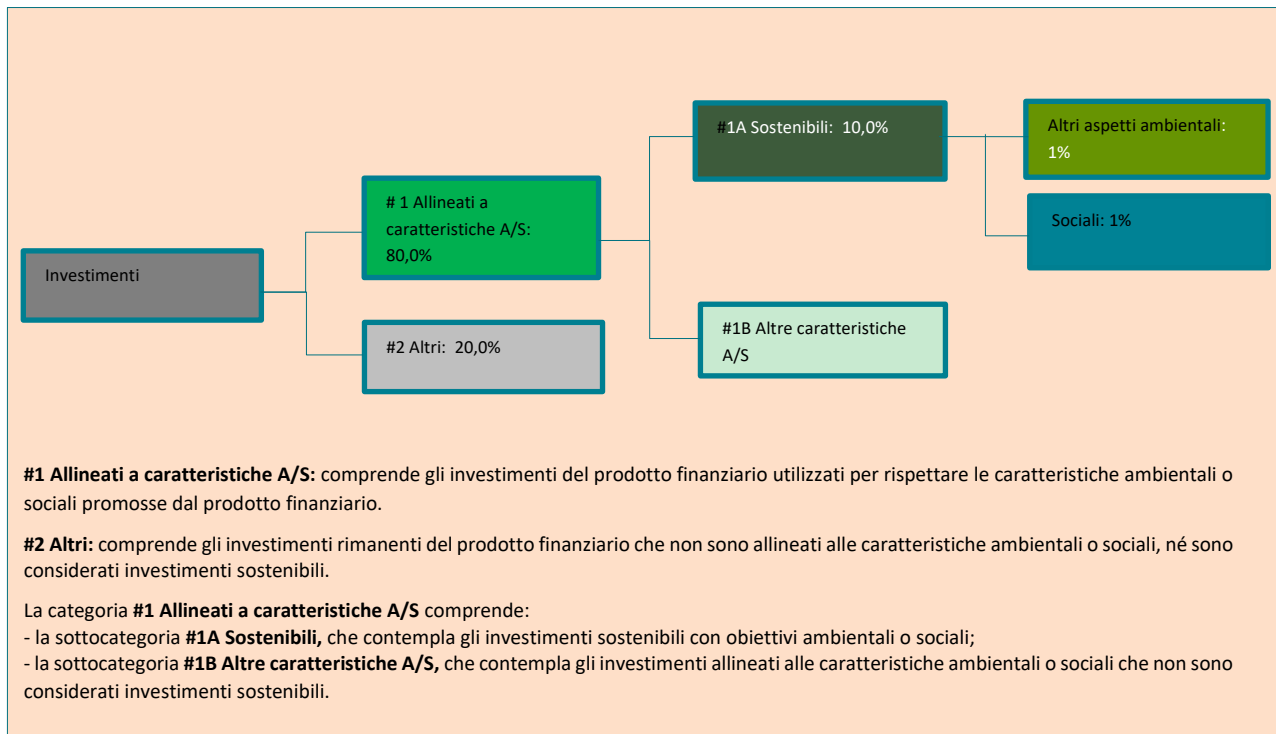 #1A Sostenibili: 10,0%
Altri aspetti ambientali:
1%
# 1 Allineati a
caratteristiche A/S:
80,0%
Sociali: 1%
Investimenti
#2 Altri: 20,0%
#1B Altre caratteristiche
A/S
#1 Allineati a caratteristiche A/S: comprende gli investimenti del prodotto finanziario utilizzati per rispettare le caratteristiche ambientali o
sociali promosse dal prodotto finanziario.
#2 Altri: comprende gli investimenti rimanenti del prodotto finanziario che non sono allineati alle caratteristiche ambientali o sociali, né sono
considerati investimenti sostenibili.
La categoria #1 Allineati a caratteristiche A/S comprende:
- la sottocategoria #1A Sostenibili, che contempla gli investimenti sostenibili con obiettivi ambientali o sociali;
- la sottocategoria #1B Altre caratteristiche A/S, che contempla gli investimenti allineati alle caratteristiche ambientali o sociali che non sono
considerati investimenti sostenibili.